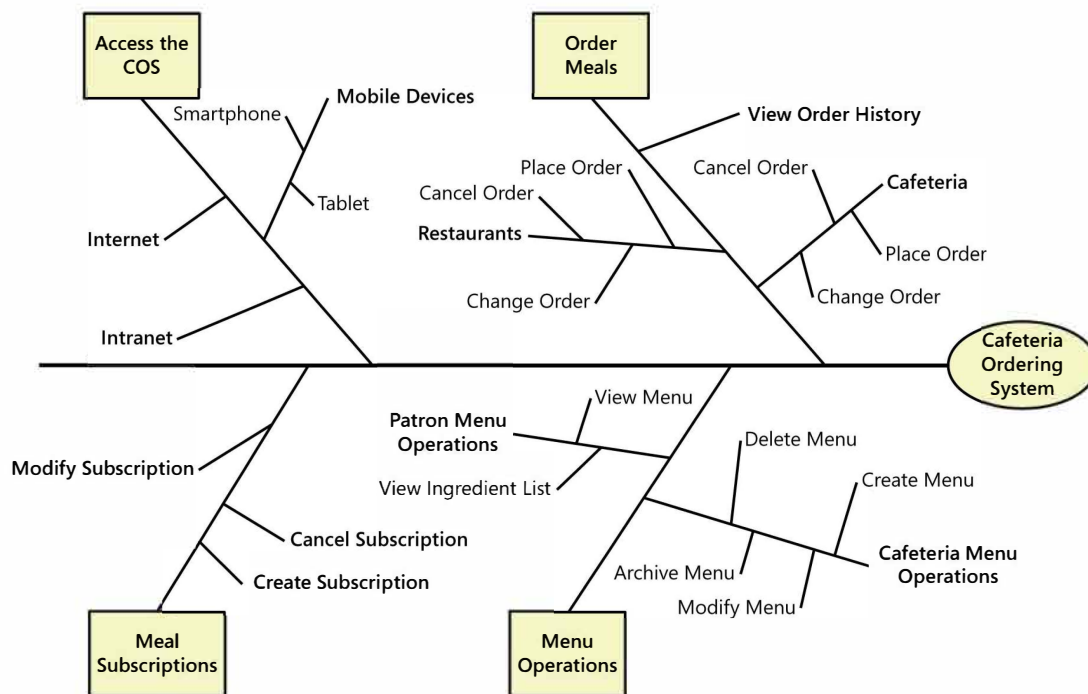 Access the
COS
Mobile Devices
Smartphone
Tablet
Internet
Intranet
Order
Meals
View Order History
Place Order
Cancel Order
Restaurants
Change Order
Cancel Order
Cafeteria
Place Order
Change Order
Cafeteria
Ordering
System
Modify Subscription
Cancel Subscription
Create Subscription
Meal
Subscriptions
View Menu
Patron Menu
Operations
View Ingredient List
Delete Menu
Create Menu
Cafeteria Menu
Operations
Archive Menu
Modify Menu
Menu
Operations